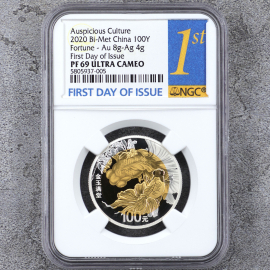 Auspicious Culture
2020 Bi-Met China 100Y
Fortune - Au 8g-Ag 4g
First Day of Issue
PF 69 ULTRA CAMEO
5805937-005
1st
FIRST DAY OF ISSUE
NGC
100元